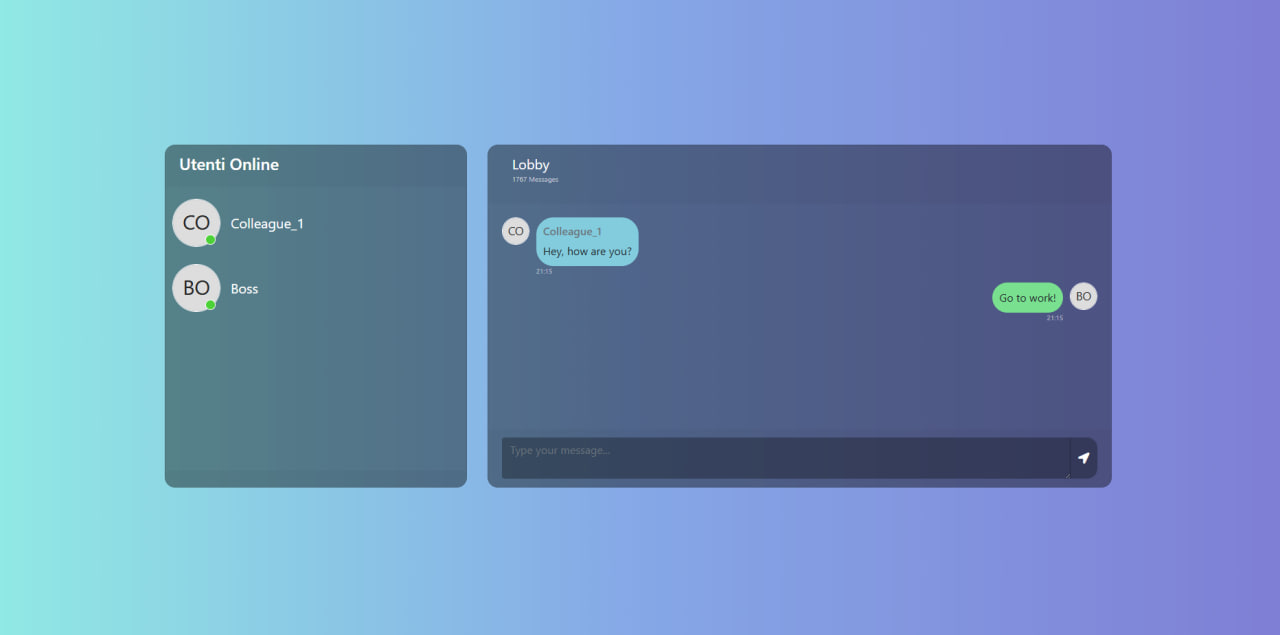 Utenti Online
CO
Colleague_1
BO
Boss
Lobby
1767 Messages
CO
Colleague_1
Hey, how are you?
21:15
Go to work!
BO
21:15
Type your message...